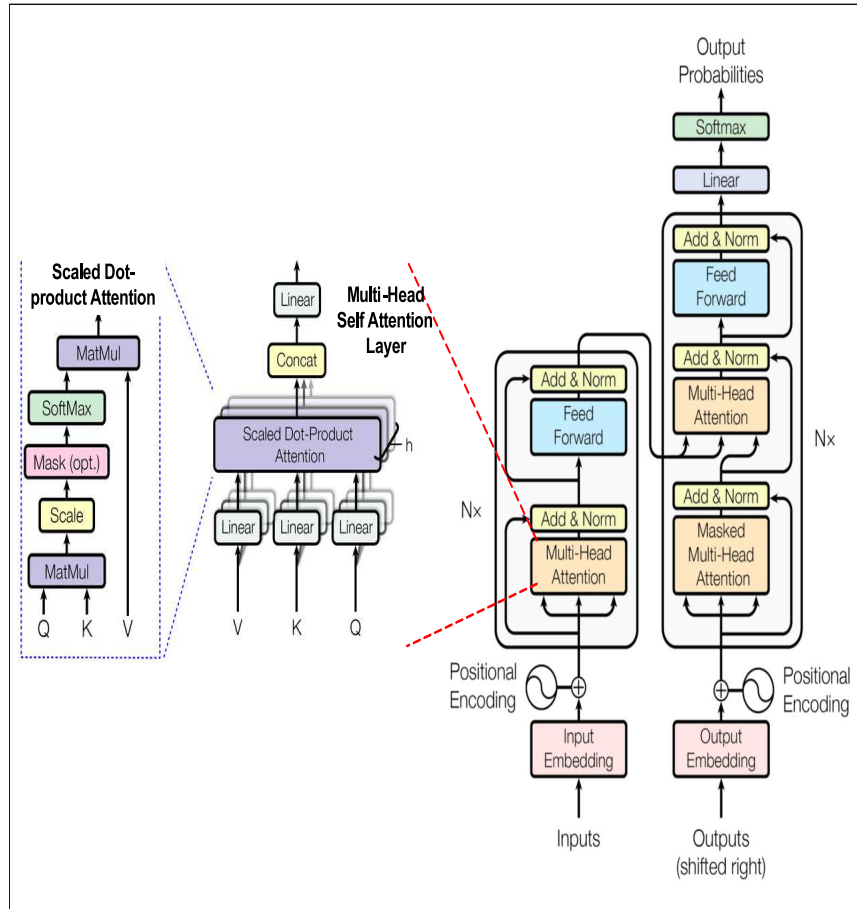 Scaled Dot-
product Attention
MatMul
SoftMax
Mask (opt.)
Scale
MatMul
Q K V
Linear
Multi-Head
Self Attention
Layer
Concat
Scaled Dot-Product
Attention
h
Linear Linear Linear
V K Q
Output
Probabilities
Softmax
Linear
Add & Norm
Feed
Forward
Add & Norm
Multi-Head
Attention
Add & Norm
Masked
Multi-Head
Attention
Nx
Add & Norm
Feed
Forward
Add & Norm
Multi-Head
Attention
Nx
Positional
Encoding
Positional
Encoding
Input
Embedding
Output
Embedding
Inputs
Outputs
(shifted right)